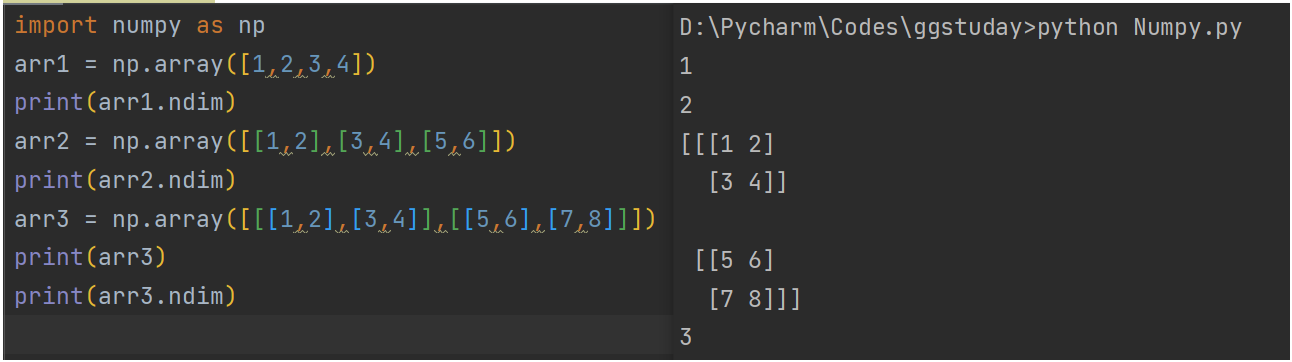 import numpy as np
arr1 = np.array([1,2,3,4])
print(arr1.ndim)
arr2 = np.array([[1,2],[3,4],[5,6]])
print(arr2.ndim)
arr3 = np.array([[[1,2],[3,4]],[[5,6],[7,8]]])
print(arr3)
print(arr3.ndim)
D:\Pycharm\Codes\ggstuday>python Numpy.py
1
2
[[[1 2]
  [3 4]]
 [[5 6]
  [7 8]]]
3